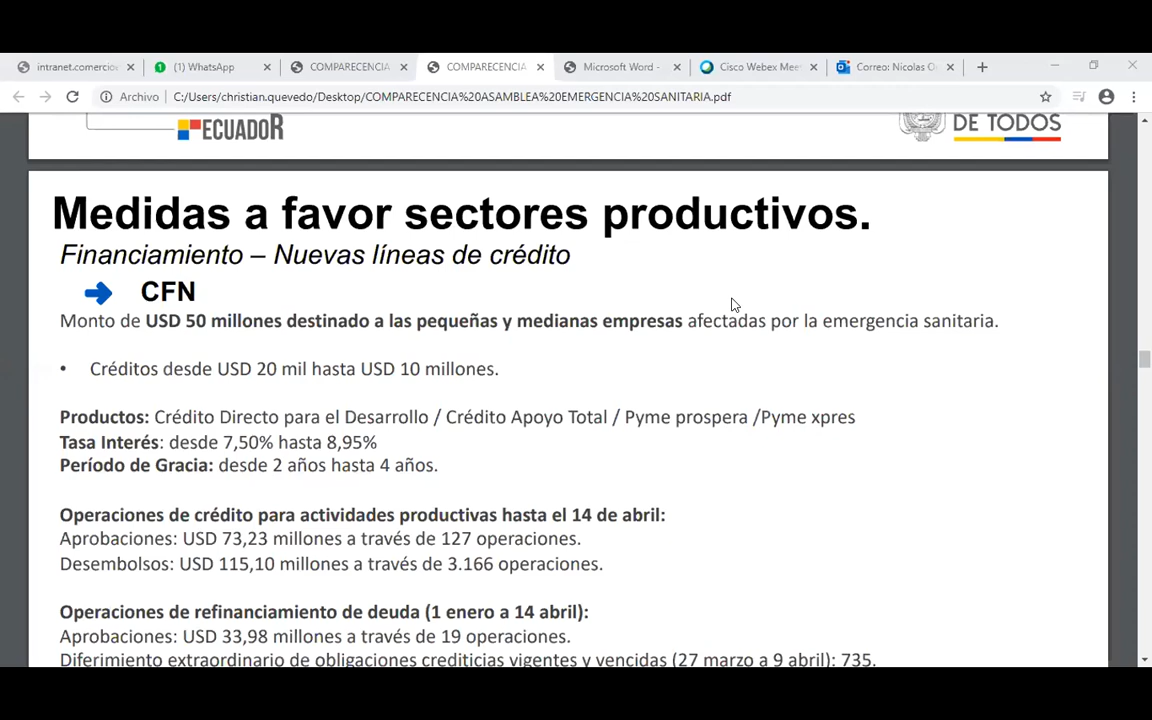 intranet.comercio
(1) WhatsApp
COMPARECENCIA
COMPARECENCIA
Microsoft Word -
Cisco Webex Mee
Correo: Nicolas O
Archivo
C:/Users/christian.quevedo/Desktop/COMPARECENCIA%20ASAMBLEA%20EMERGENCIA%20SANITARIA.pdf
ECUADOR
DE TODOS
Medidas a favor sectores productivos.
Financiamiento – Nuevas líneas de crédito
CFN
Monto de USD 50 millones destinado a las pequeñas y medianas empresas afectadas por la emergencia sanitaria.
• Créditos desde USD 20 mil hasta USD 10 millones.
Productos: Crédito Directo para el Desarrollo / Crédito Apoyo Total / Pyme prospera /Pyme xpres
Tasa Interés: desde 7,50% hasta 8,95%
Período de Gracia: desde 2 años hasta 4 años.
Operaciones de crédito para actividades productivas hasta el 14 de abril:
Aprobaciones: USD 73,23 millones a través de 127 operaciones.
Desembolsos: USD 115,10 millones a través de 3.166 operaciones.
Operaciones de refinanciamiento de deuda (1 enero a 14 abril):
Aprobaciones: USD 33,98 millones a través de 19 operaciones.
Diferimiento extraordinario de obligaciones crediticias vigentes y vencidas (27 marzo a 9 abril): 735.